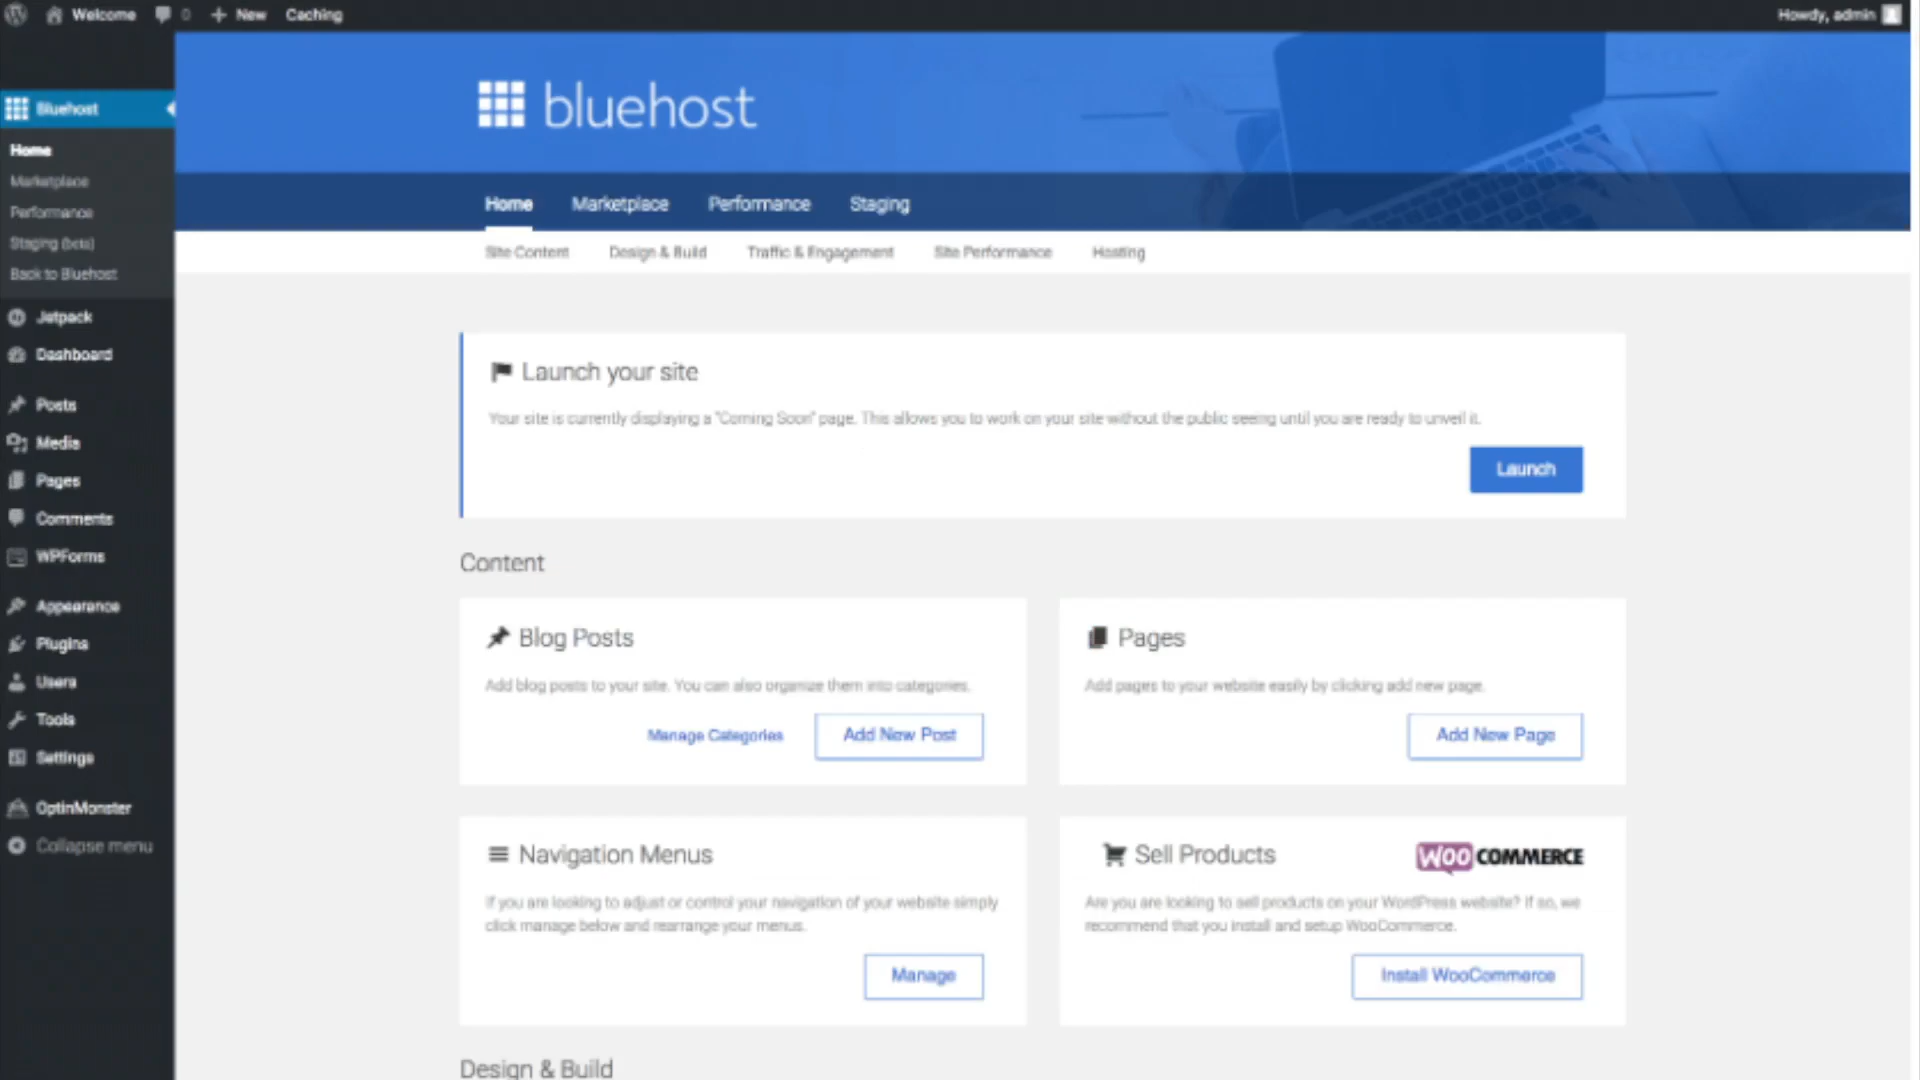 Welcome
0
New
Caching
Howdy, admin
Bluehost
Home
Marketplace
Performance
Staging (beta)
Back to Bluehost
Jetpack
Dashboard
Posts
Media
Pages
Comments
WPForms
Appearance
Plugins
Users
Tools
Settings
OptinMonster
Collapse menu
bluehost
Home
Marketplace
Performance
Staging
Site Content
Design & Build
Traffic & Engagement
Site Performance
Hosting
Launch your site
Your site is currently displaying a "Coming Soon" page. This allows you to work on your site without the public seeing until you are ready to unveil it.
Launch
Content
Blog Posts
Add blog posts to your site. You can also organize them into categories.
Manage Categories
Add New Post
Pages
Add pages to your website easily by clicking add new page.
Add New Page
Navigation Menus
If you are looking to adjust or control your navigation of your website simply
click manage below and rearrange your menus.
Manage
Sell Products
WOOCOMMERCE
Are you are looking to sell products on your WordPress website? If so, we
recommend that you install and setup WooCommerce.
Install WooCommerce
Design & Build